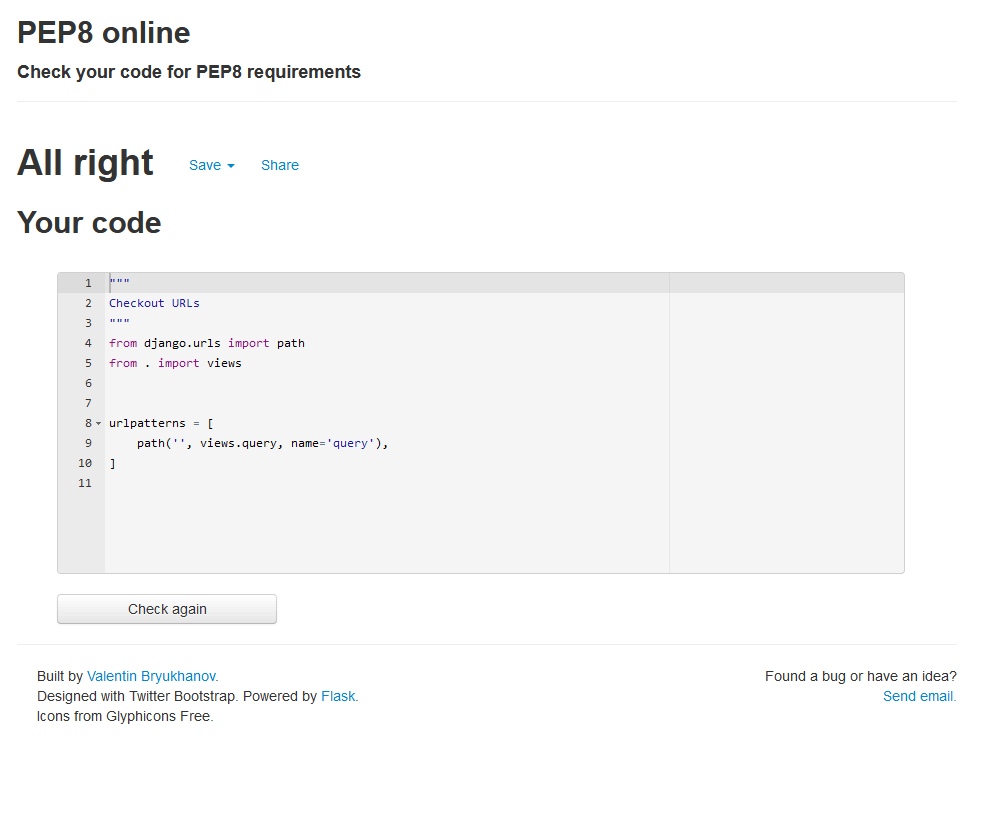 PEP8 online
Check your code for PEP8 requirements
All right
Save
Share
Your code
1 """
2 Checkout URLs
3 """
4 from django.urls import path
5 from . import views
6
7
8 urlpatterns = [
9     path('', views.query, name='query'),
10 ]
11
Check again
Built by Valentin Bryukhanov.
Designed with Twitter Bootstrap. Powered by Flask.
Icons from Glyphicons Free.
Found a bug or have an idea?
Send email.